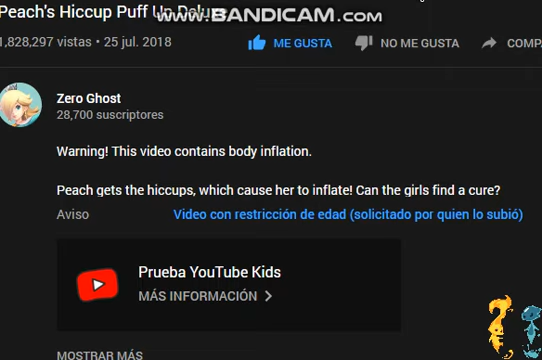 Peach's Hiccup Puff Up Deluxe
www.BANDICAM.com
1,828,297 vistas • 25 jul. 2018
ME GUSTA
NO ME GUSTA
COMPA
Zero Ghost
28,700 suscriptores
Warning! This video contains body inflation.
Peach gets the hiccups, which cause her to inflate! Can the girls find a cure?
Aviso
Video con restricción de edad (solicitado por quien lo subió)
Prueba YouTube Kids
MÁS INFORMACIÓN
MOSTRAR MÁS